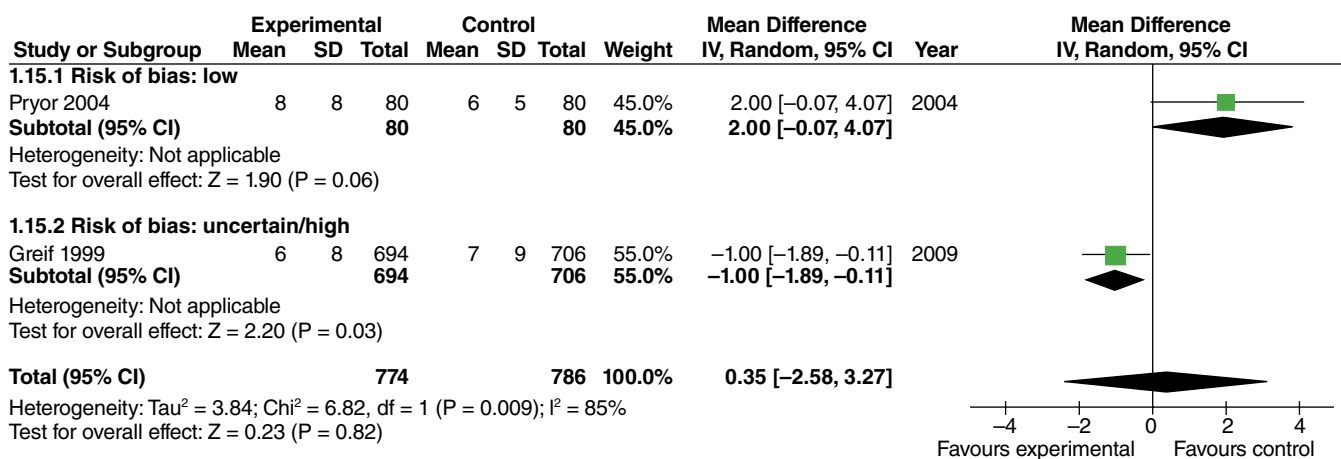 Experimental Control Mean Difference Mean Difference
Study or Subgroup Mean SD Total Mean SD Total Weight IV, Random, 95% CI Year IV, Random, 95% CI
1.15.1 Risk of bias: low
Pryor 2004 8 8 80 6 5 80 45.0% 2.00 [–0.07, 4.07] 2004
Subtotal (95% CI) 80 80 45.0% 2.00 [–0.07, 4.07]
Heterogeneity: Not applicable
Test for overall effect: Z = 1.90 (P = 0.06)
1.15.2 Risk of bias: uncertain/high
Greif 1999 6 8 694 7 9 706 55.0% –1.00 [–1.89, –0.11] 2009
Subtotal (95% CI) 694 706 55.0% –1.00 [–1.89, –0.11]
Heterogeneity: Not applicable
Test for overall effect: Z = 2.20 (P = 0.03)
Total (95% CI) 774 786 100.0% 0.35 [–2.58, 3.27]
Heterogeneity: Tau² = 3.84; Chi² = 6.82, df = 1 (P = 0.009); I² = 85%
Test for overall effect: Z = 0.23 (P = 0.82)
–4 –2 0 2 4
Favours experimental Favours control